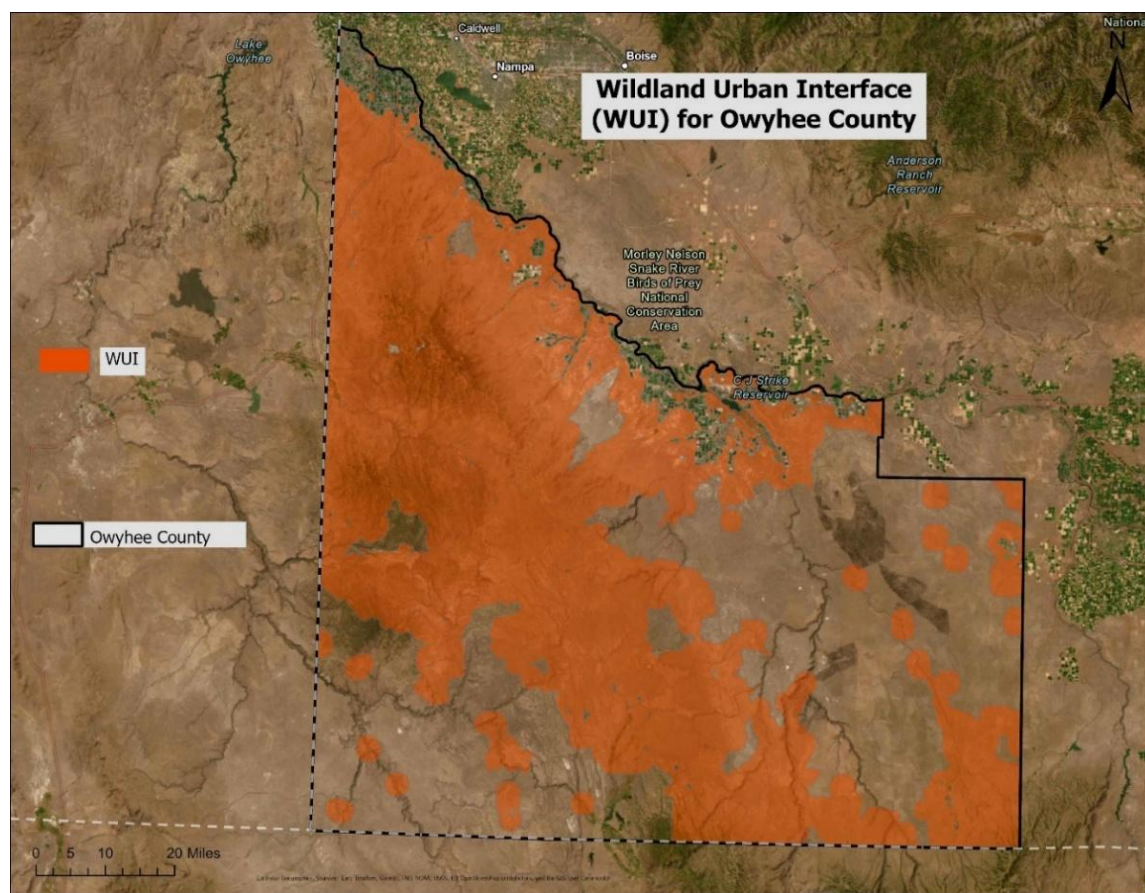 National
N
Lake
Owyhee
Caldwell
Nampa
Boise
Wildland Urban Interface
(WUI) for Owyhee County
Anderson
Ranch
Reservoir
Morley Nelson
Snake River
Birds of Prey
National
Conservation
Area
WUI
C J Strike
Reservoir
Owyhee County
0 5 10 20 Miles